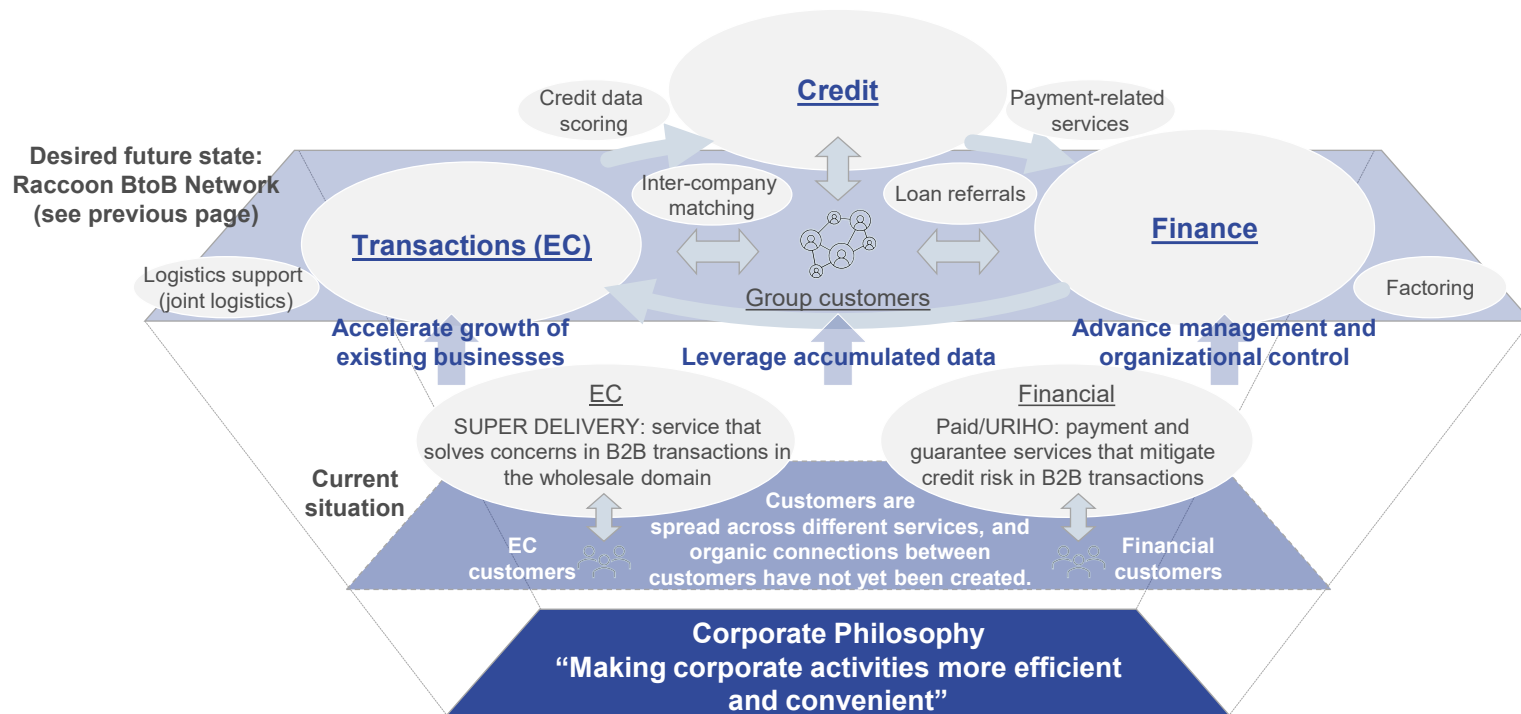 Credit
Credit data
scoring
Payment-related
services
Desired future state:
Raccoon BtoB Network
(see previous page)
Inter-company
matching
Loan referrals
Transactions (EC)
Finance
Logistics support
(joint logistics)
Group customers
Factoring
Accelerate growth of
existing businesses
Leverage accumulated data
Advance management and
organizational control
EC
SUPER DELIVERY: service that
solves concerns in B2B transactions in
the wholesale domain
Financial
Paid/URIHO: payment and
guarantee services that mitigate
credit risk in B2B transactions
Current
situation
EC
customers
Customers are
spread across different services, and
organic connections between
customers have not yet been created.
Financial
customers
Corporate Philosophy
“Making corporate activities more efficient
and convenient”